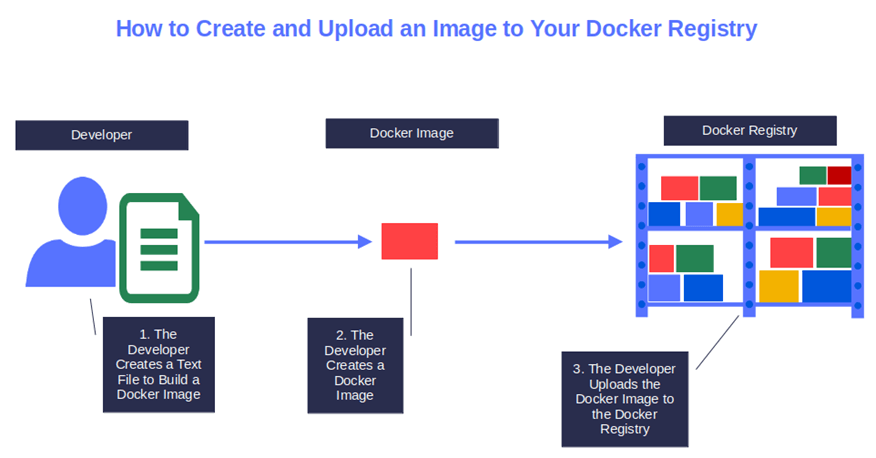 How to Create and Upload an Image to Your Docker Registry
Developer
Docker Image
Docker Registry
1. The
Developer
Creates a Text
File to Build a
Docker Image
2. The
Developer
Creates a
Docker
Image
3. The Developer
Uploads the
Docker Image to
the Docker
Registry